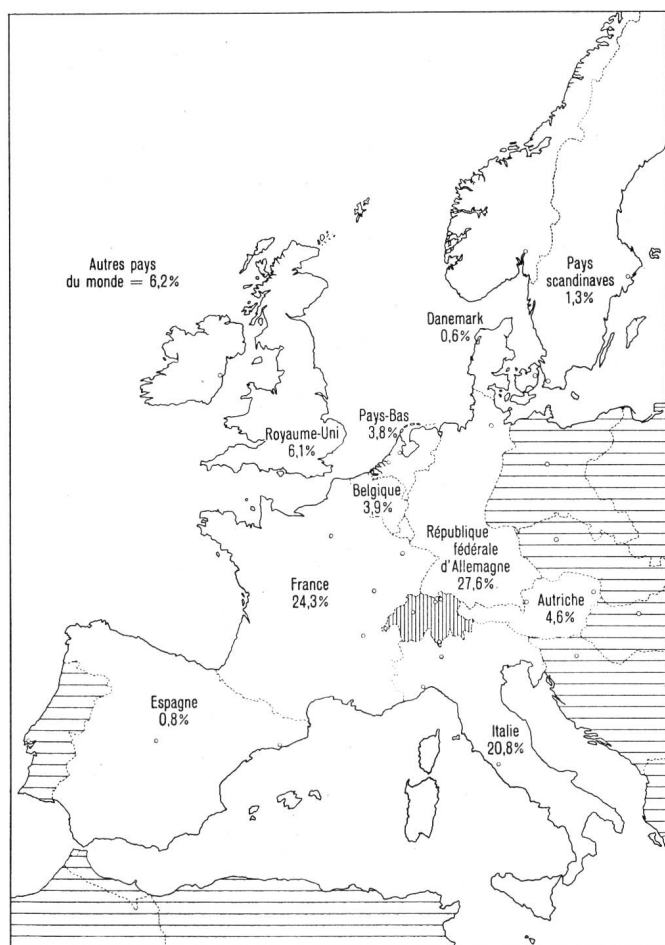 Autres pays
du monde = 6,2%
Pays
scandinaves
1,3%
Danemark
0,6%
Royaume-Uni
6,1%
Pays-Bas
3,8%
Belgique
3,9%
République
fédérale
d'Allemagne
27,6%
France
24,3%
Autriche
4,6%
Espagne
0,8%
Italie
20,8%